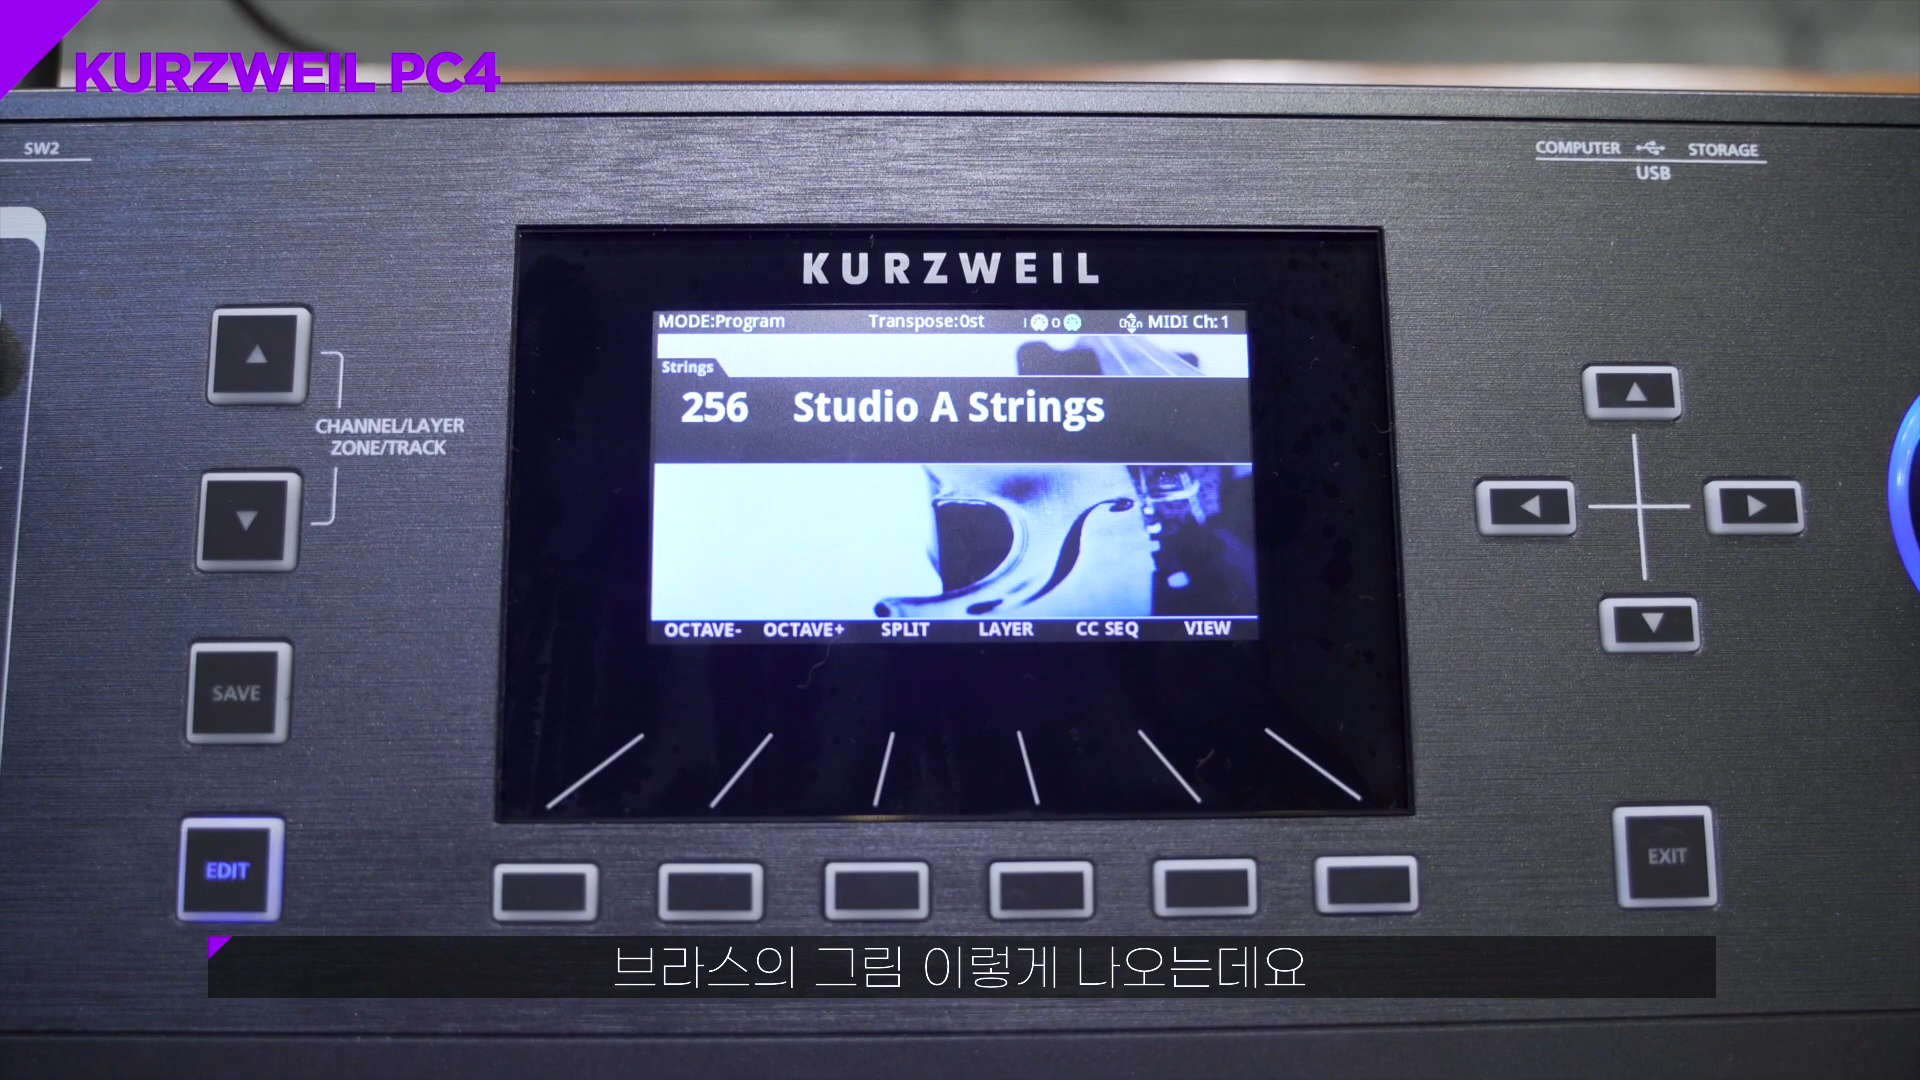 KURZWEIL PC4
SW2
COMPUTER STORAGE
USB
KURZWEIL
MODE:Program Transpose:0st I O ChZn MIDI Ch:1
Strings
256 Studio A Strings
CHANNEL/LAYER
ZONE/TRACK
OCTAVE- OCTAVE+ SPLIT LAYER CC SEQ VIEW
SAVE
EDIT
EXIT
브라스의 그림 이렇게 나오는데요